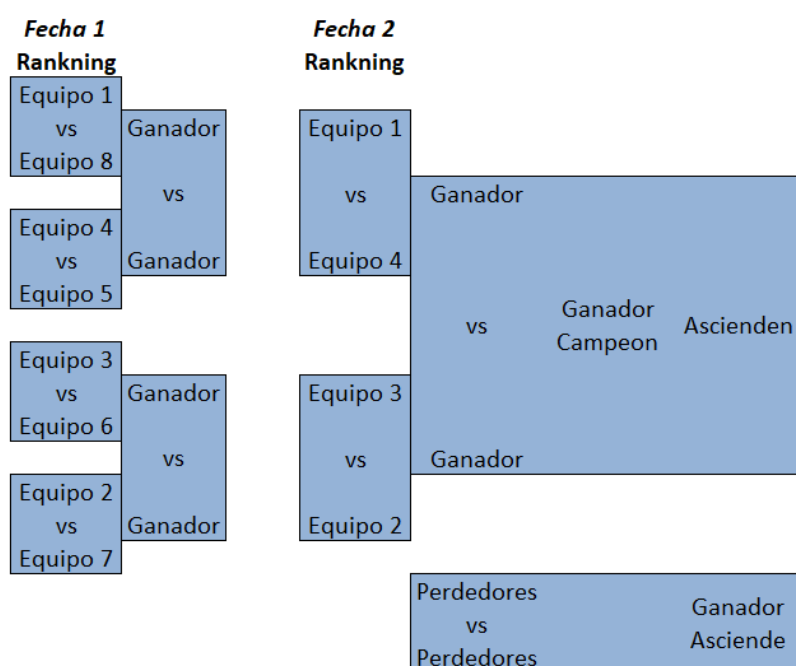 Fecha 1
Rankning
Equipo 1
vs
Equipo 8
Ganador
vs
Ganador
Equipo 4
vs
Equipo 5
Equipo 3
vs
Equipo 6
Ganador
vs
Ganador
Equipo 2
vs
Equipo 7
Fecha 2
Rankning
Equipo 1
vs
Equipo 4
Equipo 3
vs
Equipo 2
Ganador
vs
Ganador
Ganador
Campeon
Ascienden
Perdedores
vs
Perdedores
Ganador
Asciende